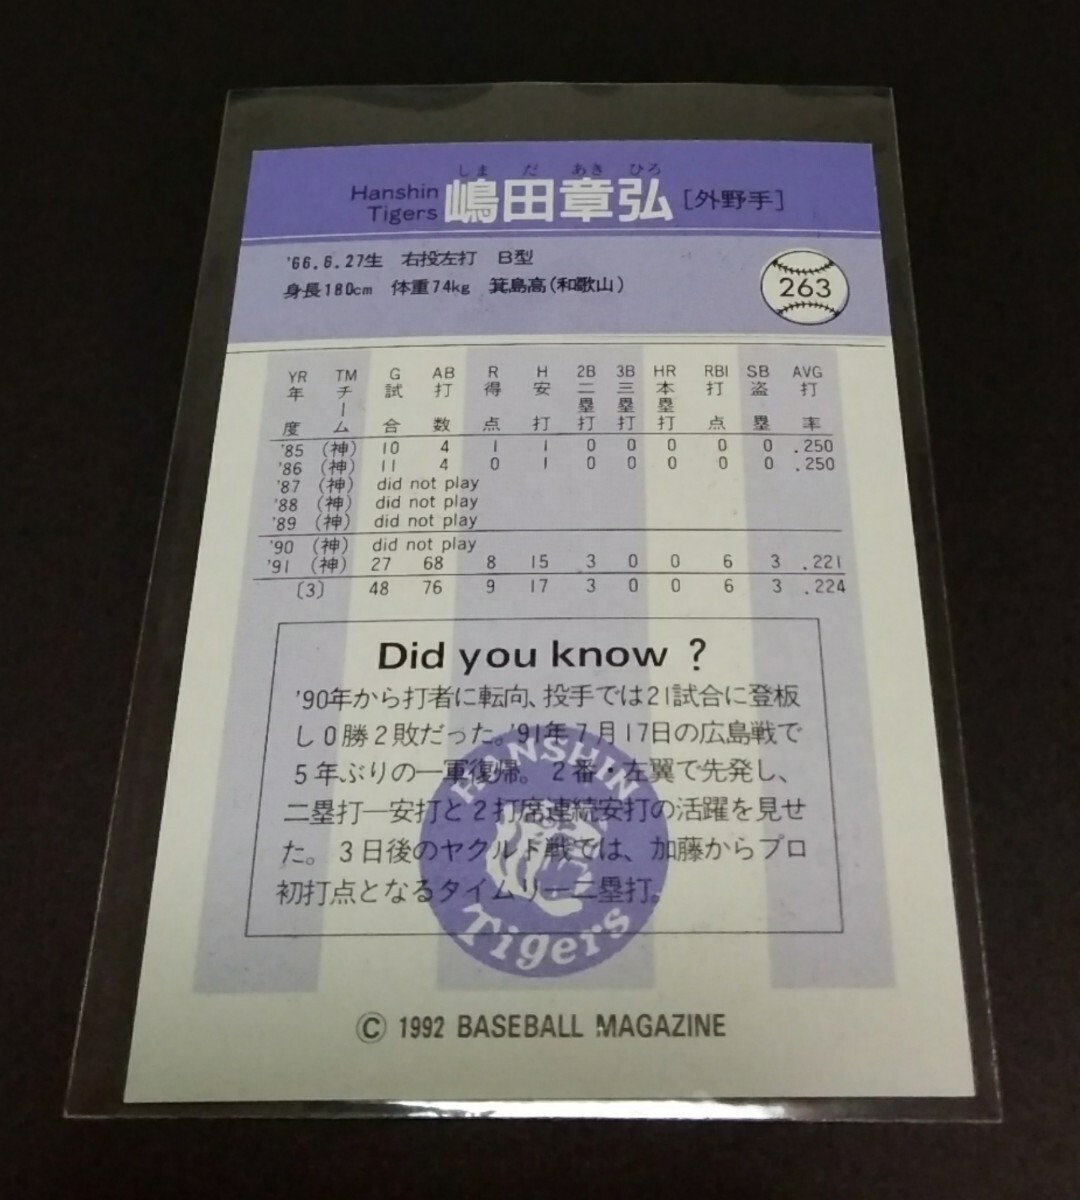 しま だ あき ひろ
Hanshin Tigers 嶋田章弘 [外野手]
'66.6.27生 右投左打 B型
身長180cm 体重74kg 箕島高(和歌山)
263
YR TM G AB R H 2B 3B HR RBI SB AVG
年度 チーム 試合 打数 得点 安打 二塁打 三塁打 本塁打 打点 盗塁 打率
'85 (神) 10 4 1 1 0 0 0 0 0 .250
'86 (神) 11 4 0 1 0 0 0 0 0 .250
'87 (神) did not play
'88 (神) did not play
'89 (神) did not play
'90 (神) did not play
'91 (神) 27 68 8 15 3 0 0 6 3 .221
[3] 48 76 9 17 3 0 0 6 3 .224
Did you know ?
'90年から打者に転向、投手では21試合に登板
し0勝2敗だった。'91年7月17日の広島戦で
5年ぶりの一軍復帰。2番・左翼で先発し、
二塁打一安打と2打席連続安打の活躍を見せ
た。3日後のヤクルト戦では、加藤からプロ
初打点となるタイムリー二塁打。
HANSHIN
Tigers
© 1992 BASEBALL MAGAZINE